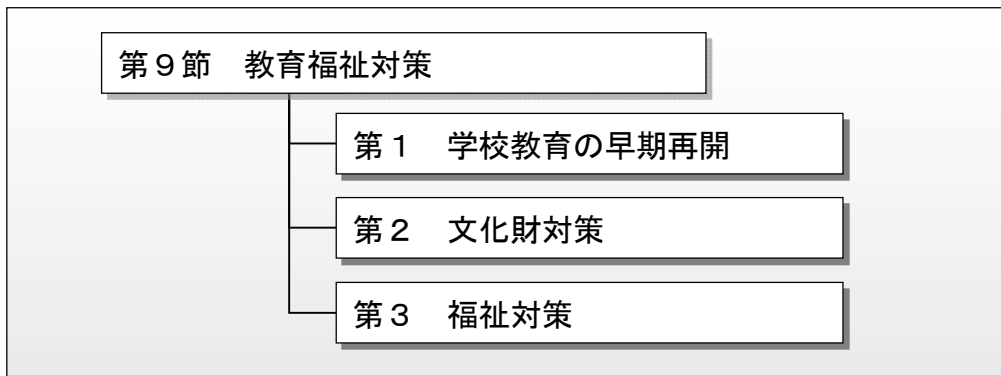 第９節　教育福祉対策
第１　学校教育の早期再開
第２　文化財対策
第３　福祉対策